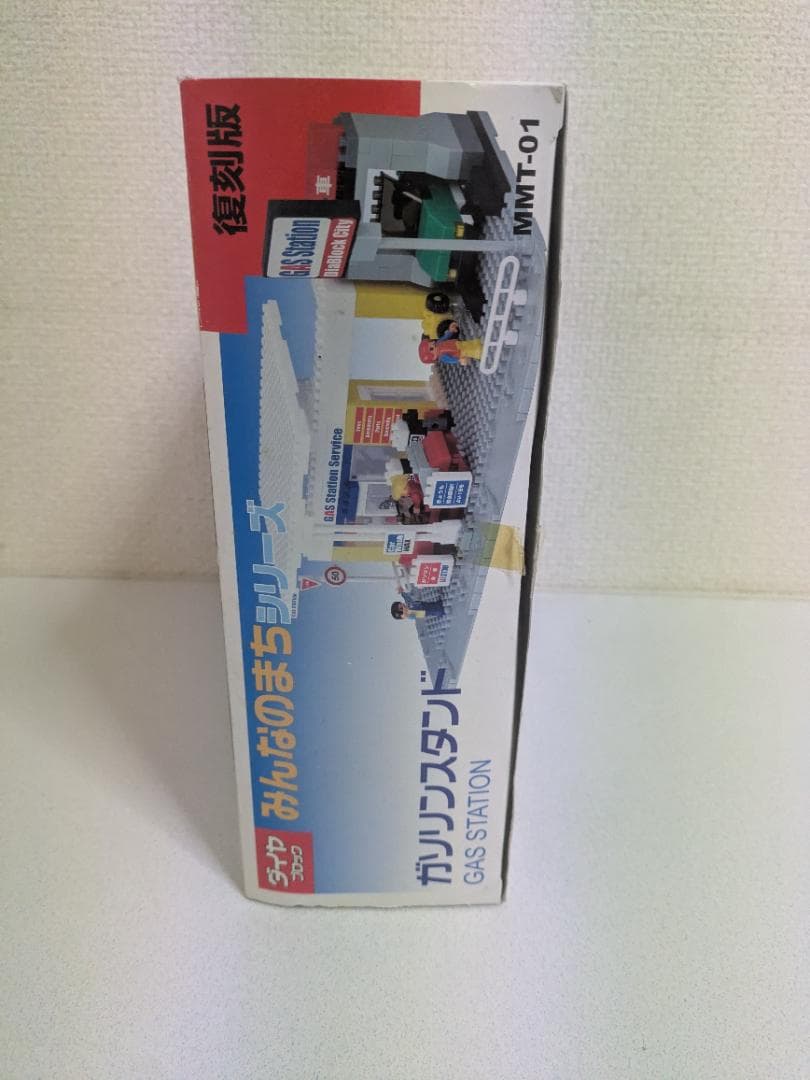 ダイヤ
ブロック
みんなのまちシリーズ
復刻版
ガソリンスタンド
GAS STATION
MMT-01
GAS Station
DiaBlock City
車
GAS Station Service
50